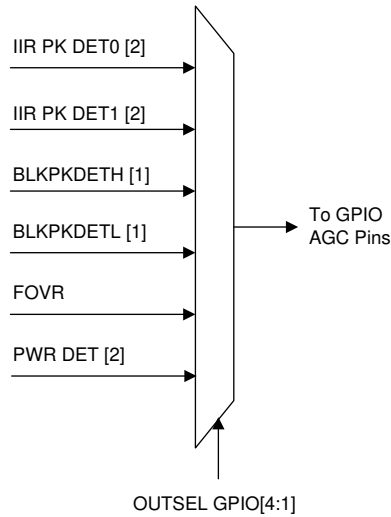 IIR PK DET0 [2]
IIR PK DET1 [2]
BLKPKDETH [1]
BLKPKDETL [1]
FOVR
PWR DET [2]
To GPIO
AGC Pins
OUTSEL GPIO[4:1]